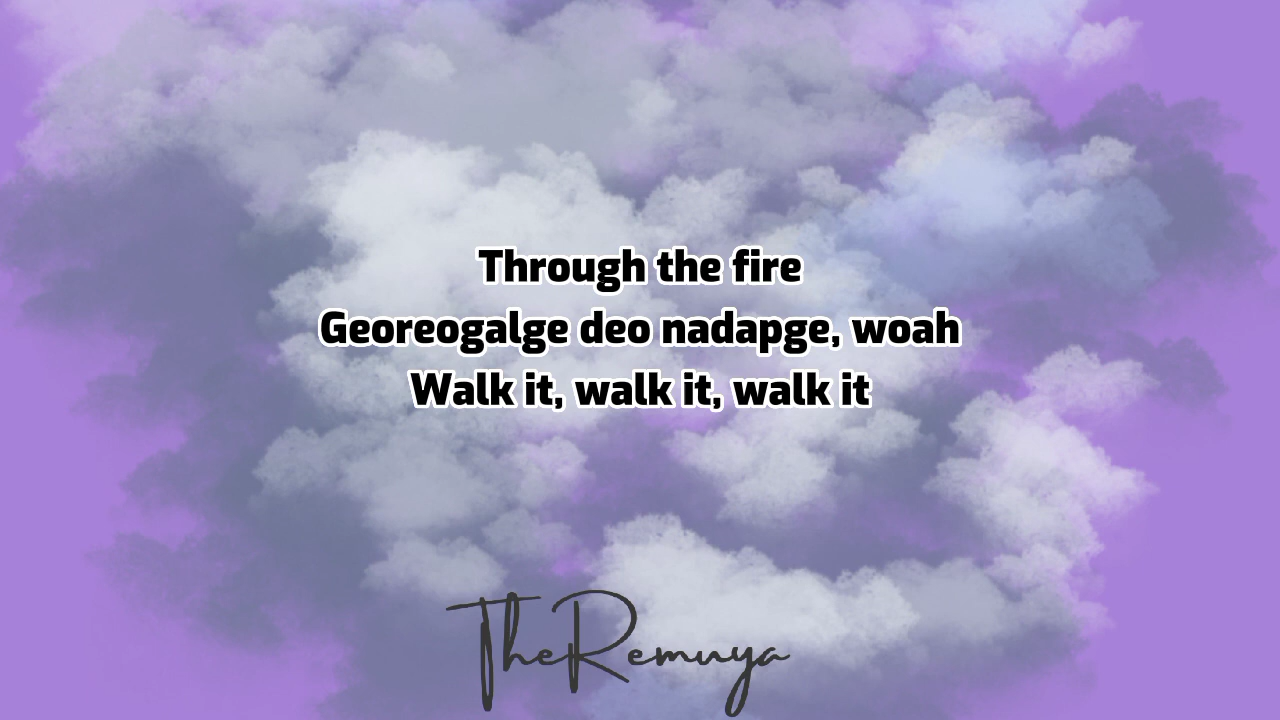 Through the fire
Georeogalge deo nadapge, woah
Walk it, walk it, walk it
TheRemuya